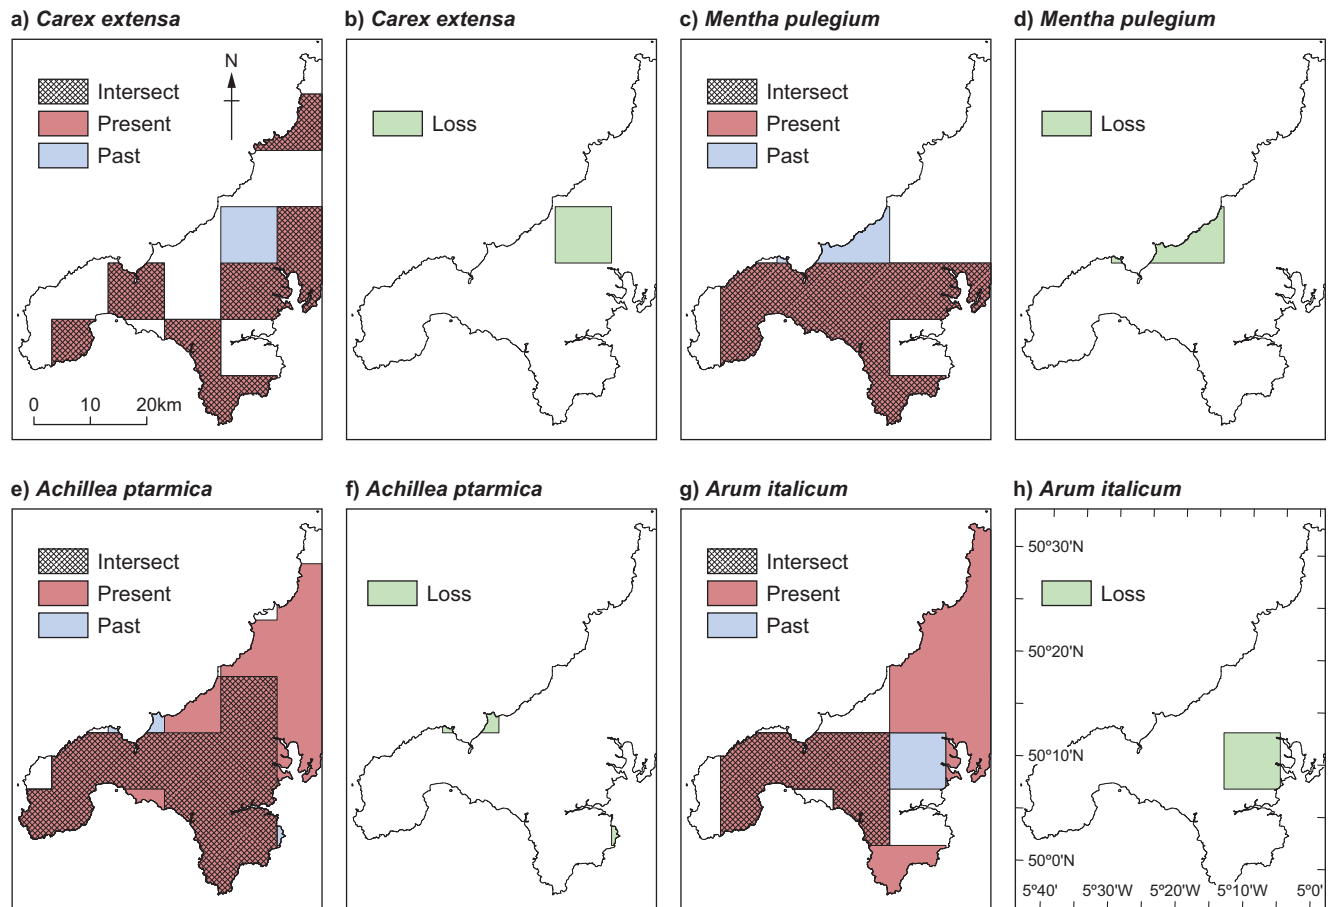 a) Carex extensa
b) Carex extensa
c) Mentha pulegium
d) Mentha pulegium
N
Intersect
Present
Past
0 10 20km
Loss
Intersect
Present
Past
Loss
e) Achillea ptarmica
f) Achillea ptarmica
g) Arum italicum
h) Arum italicum
Intersect
Present
Past
Loss
Intersect
Present
Past
50°30'N
Loss
50°20'N
50°10'N
50°0'N
5°40' 5°30'W 5°20'W 5°10'W 5°0'